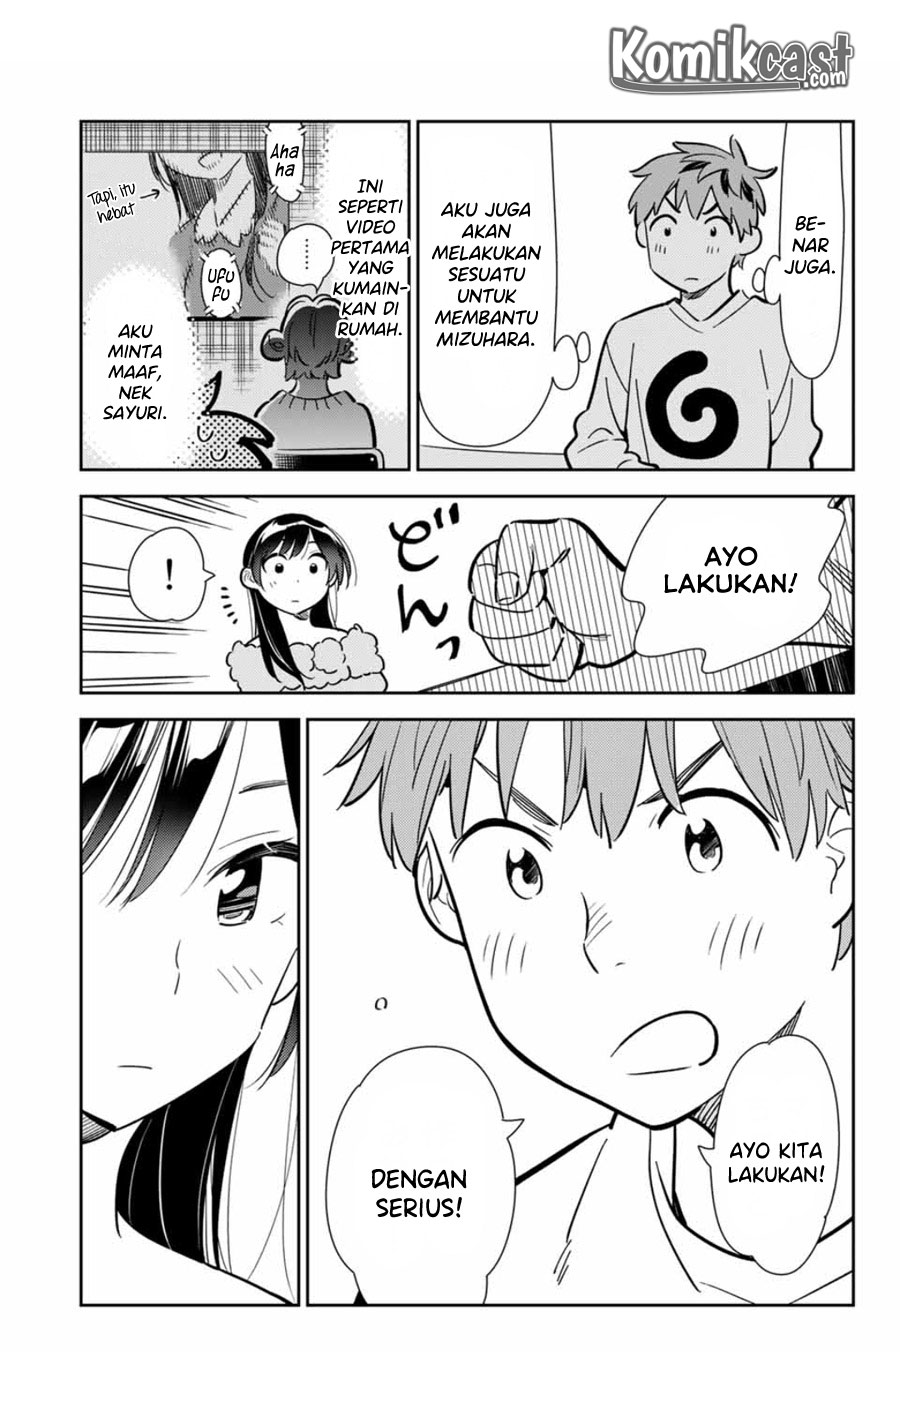 Komikcast
.com
BE-
NAR
JUGA.
AKU JUGA
AKAN
MELAKUKAN
SESUATU
UNTUK
MEMBANTU
MIZUHARA.
INI
SEPERTI
VIDEO
PERTAMA
YANG
KUMAIN-
KAN DI
RUMAH.
Aha
ha
Tapi, itu
hebat
......
Ufu
fu
AKU
MINTA
MAAF,
NEK
SAYURI.
AYO
LAKUKAN!
どんっ
!
AYO KITA
LAKUKAN!
DENGAN
SERIUS!